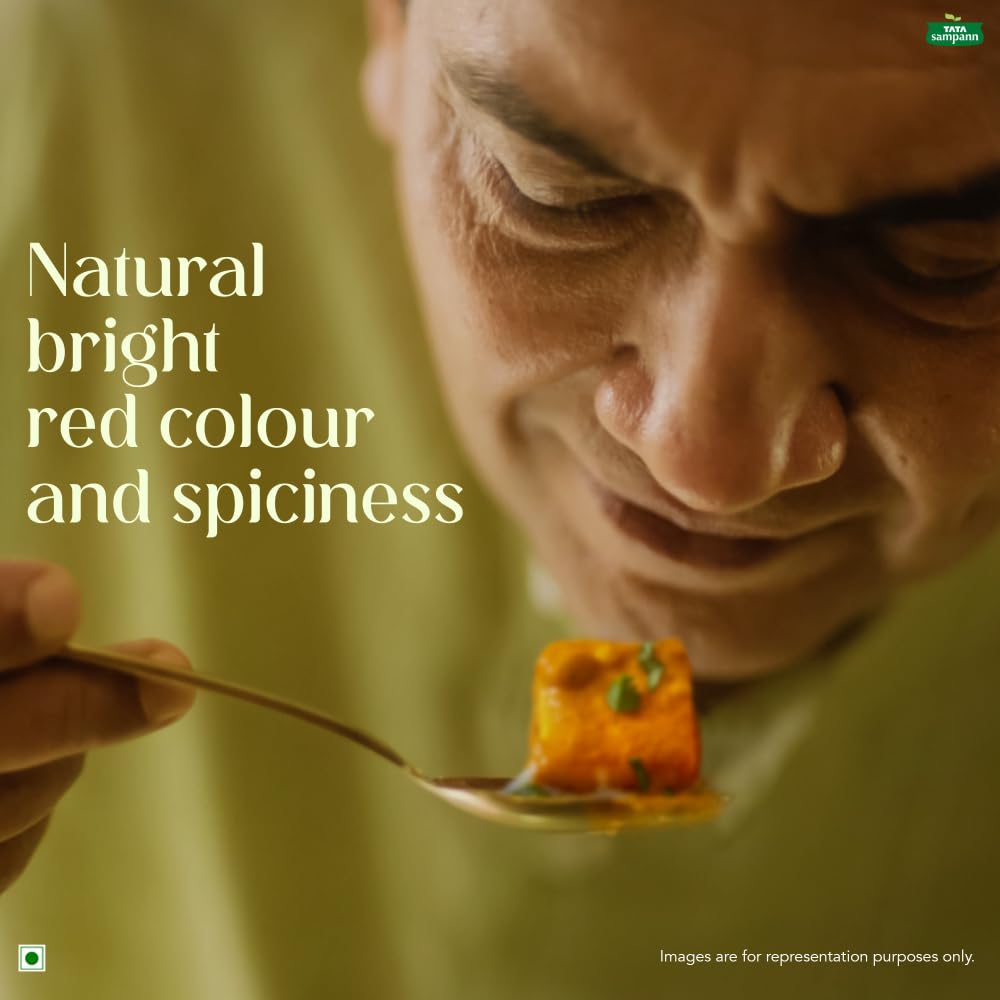 TATA
sampann
Natural
bright
red colour
and spiciness
Images are for representation purposes only.